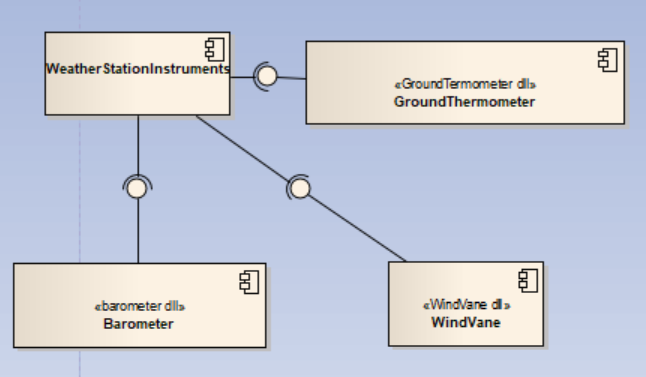 WeatherStationInstruments
«GroundTermometer dll»
GroundThermometer
«barometer dll»
Barometer
«WindVane dll»
WindVane